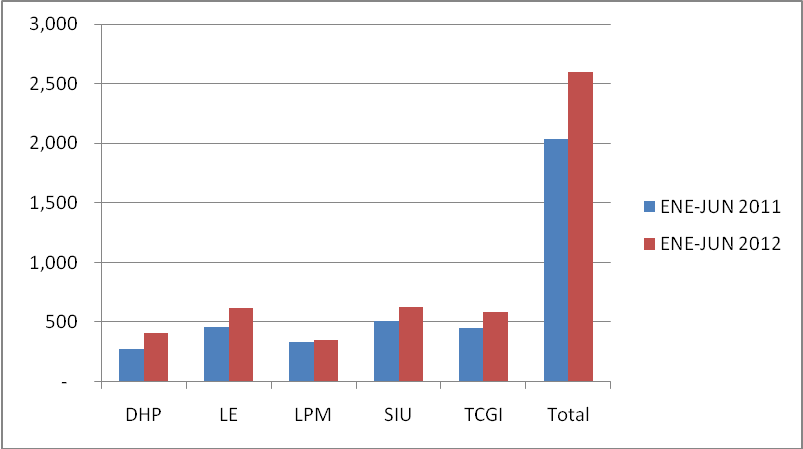 3,000
2,500
2,000
1,500
1,000
500
-
DHP LE LPM SIU TCGI Total
ENE-JUN 2011
ENE-JUN 2012